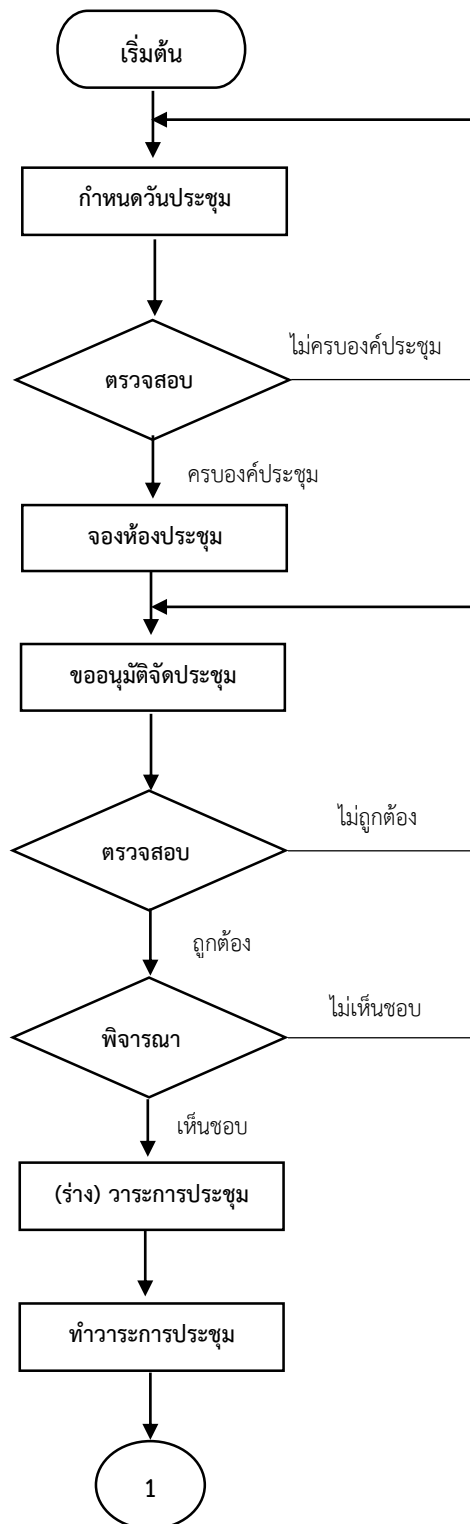 เริ่มต้น
กำหนดวันประชุม
ไม่ครบองค์ประชุม
ตรวจสอบ
ครบองค์ประชุม
จองห้องประชุม
ขออนุมัติจัดประชุม
ไม่ถูกต้อง
ตรวจสอบ
ถูกต้อง
ไม่เห็นชอบ
พิจารณา
เห็นชอบ
(ร่าง) วาระการประชุม
ทำวาระการประชุม
1